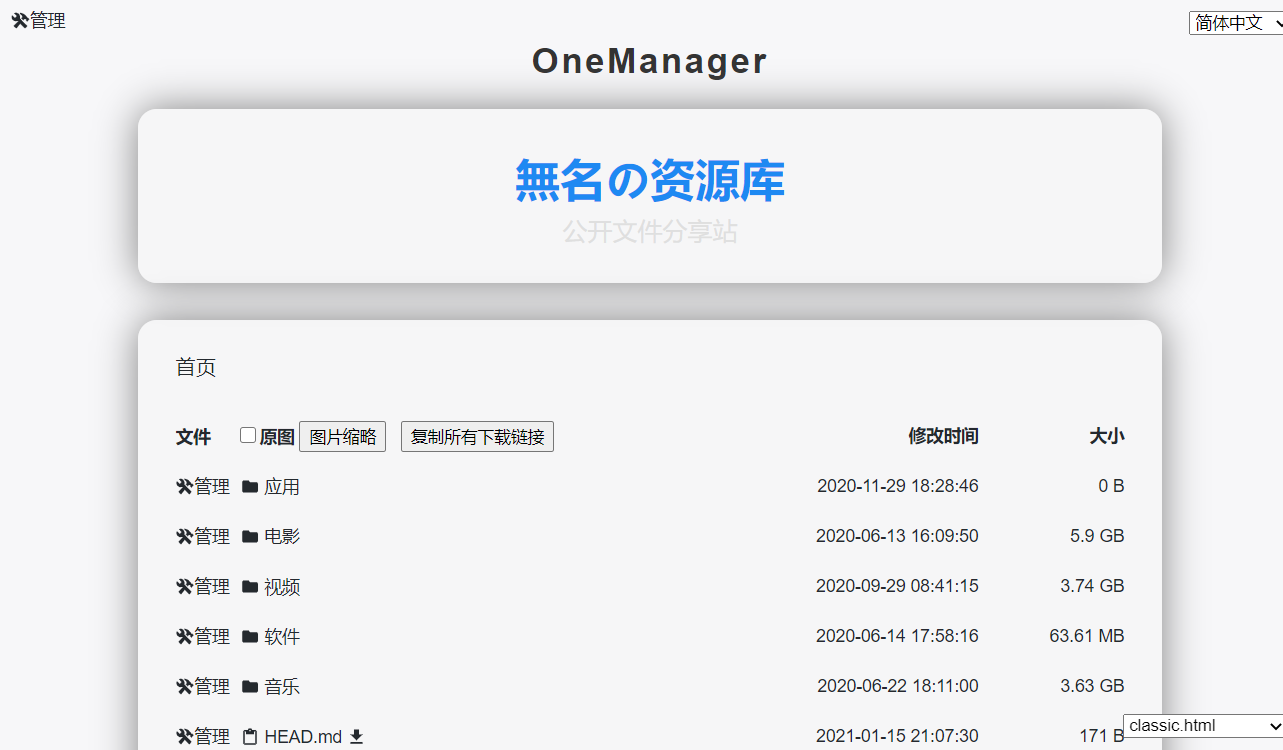 管理 简体中文
OneManager
無名の资源库
公开文件分享站
首页
文件 原图 图片缩略 复制所有下载链接 修改时间 大小
管理 应用 2020-11-29 18:28:46 0 B
管理 电影 2020-06-13 16:09:50 5.9 GB
管理 视频 2020-09-29 08:41:15 3.74 GB
管理 软件 2020-06-14 17:58:16 63.61 MB
管理 音乐 2020-06-22 18:11:00 3.63 GB
管理 HEAD.md 2021-01-15 21:07:30 171 B
classic.html